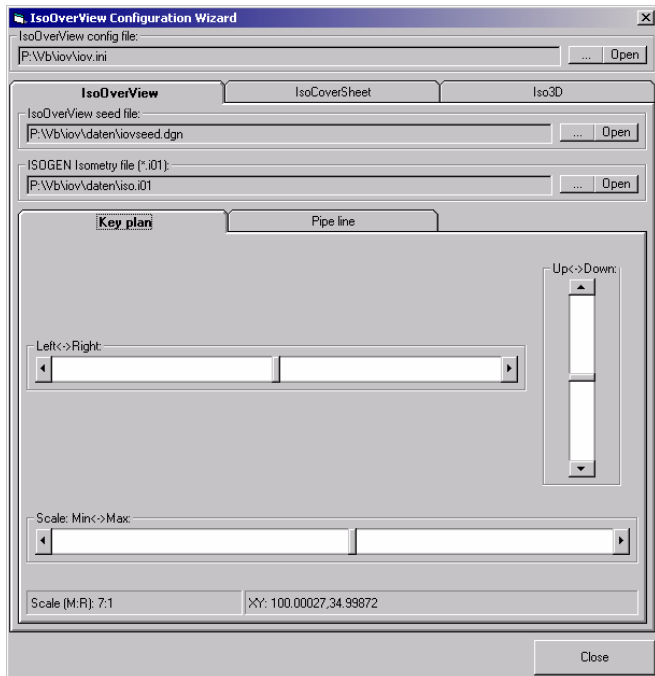 IsoOverView Configuration Wizard
IsoOverView config file:
P:\Vb\iov\iov.ini
... Open
IsoOverView IsoCoverSheet Iso3D
IsoOverView seed file:
P:\Vb\iov\daten\iovseed.dgn
... Open
ISOGEN Isometry file (*.i01):
P:\Vb\iov\daten\iso.i01
... Open
Key plan Pipe line
Up<->Down:
Left<->Right:
Scale: Min<->Max:
Scale (M:R): 7:1 XY: 100.00027,34.99872
Close